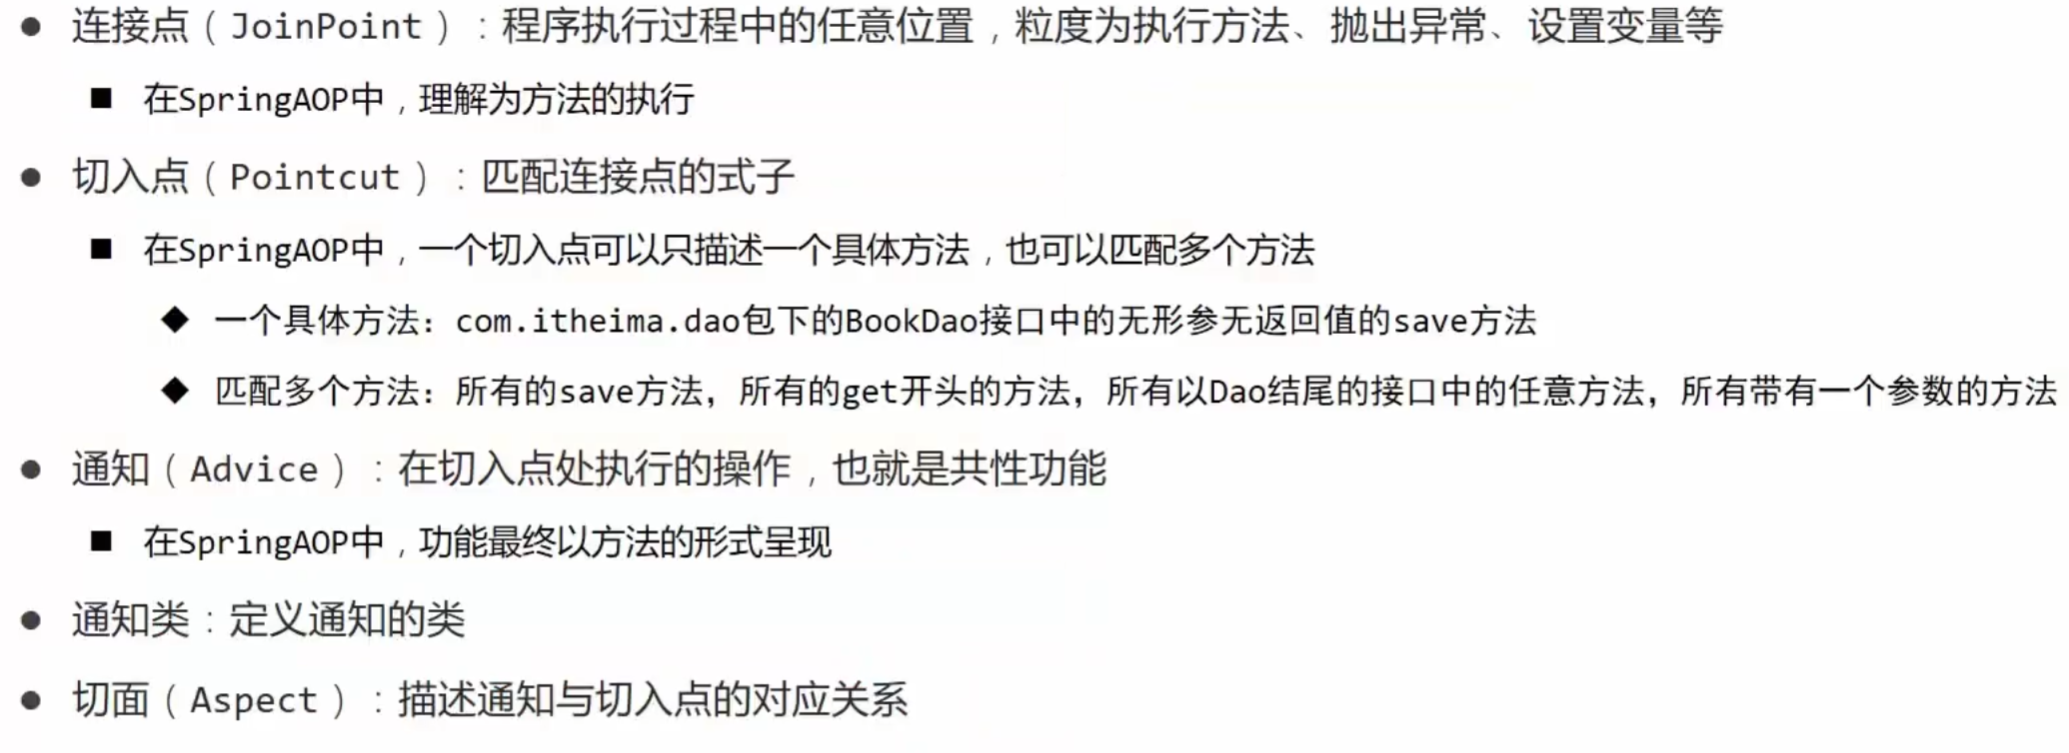 ● 连接点（JoinPoint）：程序执行过程中的任意位置，粒度为执行方法、抛出异常、设置变量等
■ 在SpringAOP中，理解为方法的执行
● 切入点（Pointcut）：匹配连接点的式子
■ 在SpringAOP中，一个切入点可以只描述一个具体方法，也可以匹配多个方法
◆ 一个具体方法：com.itheima.dao包下的BookDao接口中的无形参无返回值的save方法
◆ 匹配多个方法：所有的save方法，所有的get开头的方法，所有以Dao结尾的接口中的任意方法，所有带有一个参数的方法
● 通知（Advice）：在切入点处执行的操作，也就是共性功能
■ 在SpringAOP中，功能最终以方法的形式呈现
● 通知类：定义通知的类
● 切面（Aspect）：描述通知与切入点的对应关系